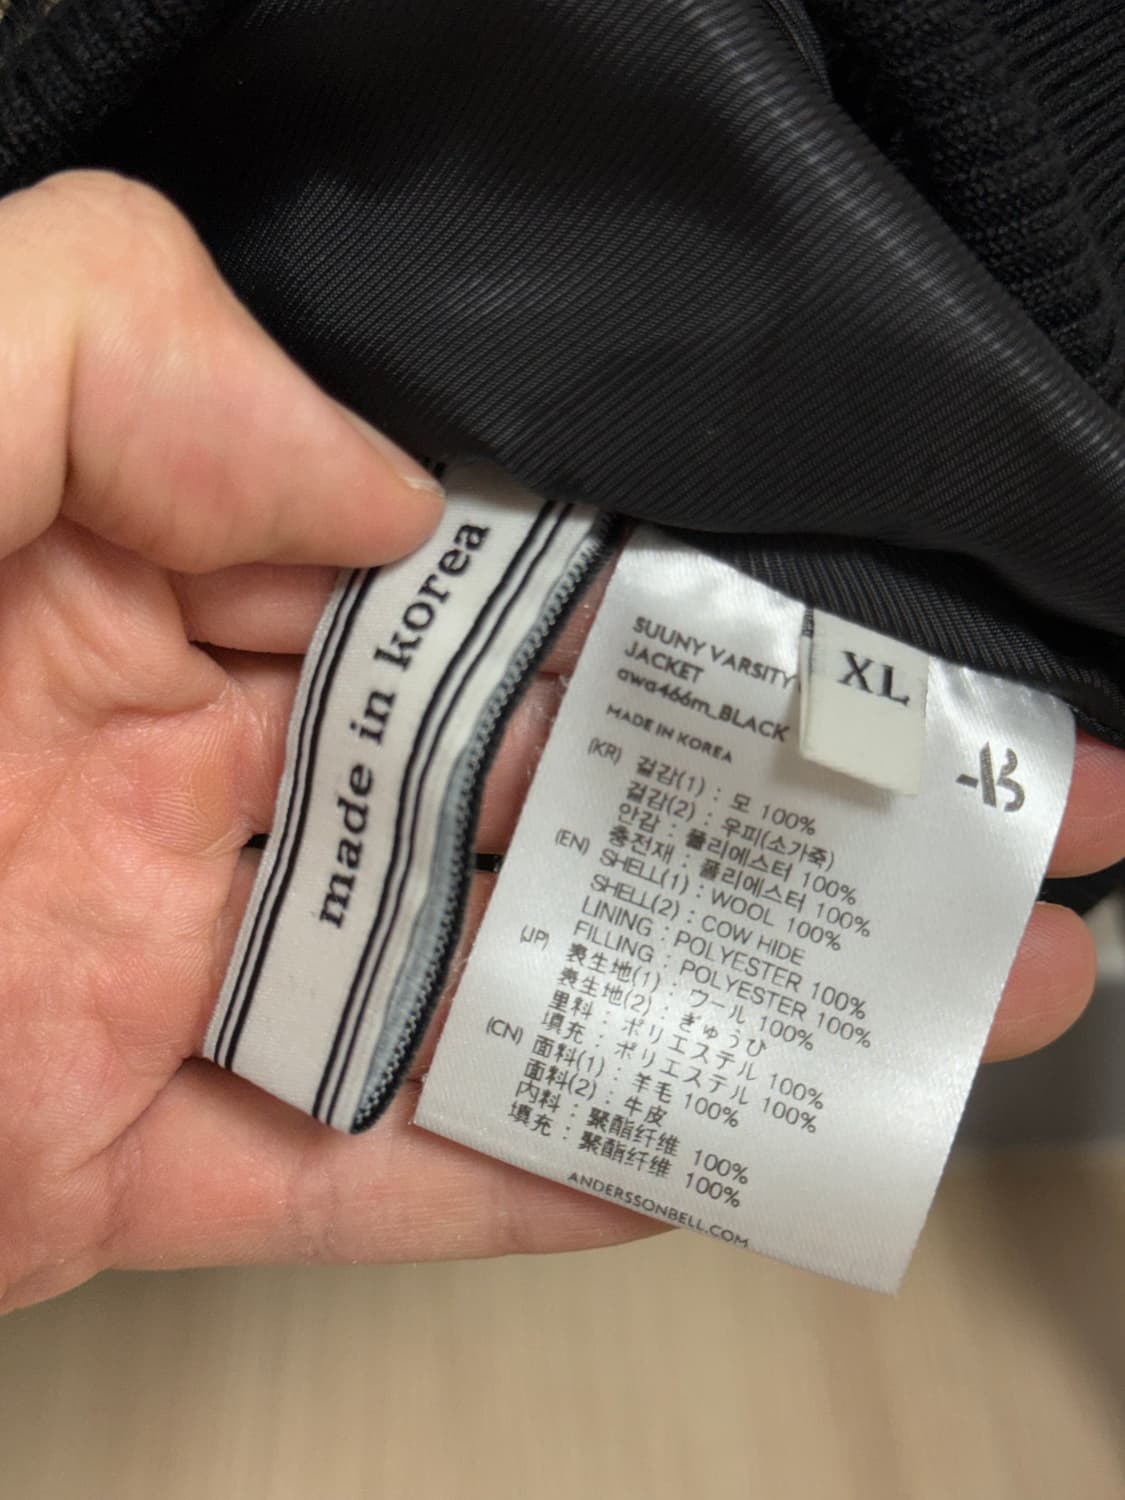 made in korea
SUUNY VARSITY
JACKET
awa466m_BLACK
MADE IN KOREA
XL
(KR) 겉감(1) : 모 100%
겉감(2) : 우피(소가죽)
안감 : 폴리에스터 100%
충전재 : 폴리에스터 100%
(EN) SHELL(1) : WOOL 100%
SHELL(2) : COW HIDE
LINING : POLYESTER 100%
FILLING : POLYESTER 100%
(JP) 表生地(1) : ウール 100%
表生地(2) : ぎゅうひ
里料 : ポリエステル 100%
填充 : ポリエステル 100%
(CN) 面料(1) : 羊毛 100%
面料(2) : 牛皮
内料 : 聚酯纤维 100%
填充 : 聚酯纤维 100%
ANDERSSONBELL.COM